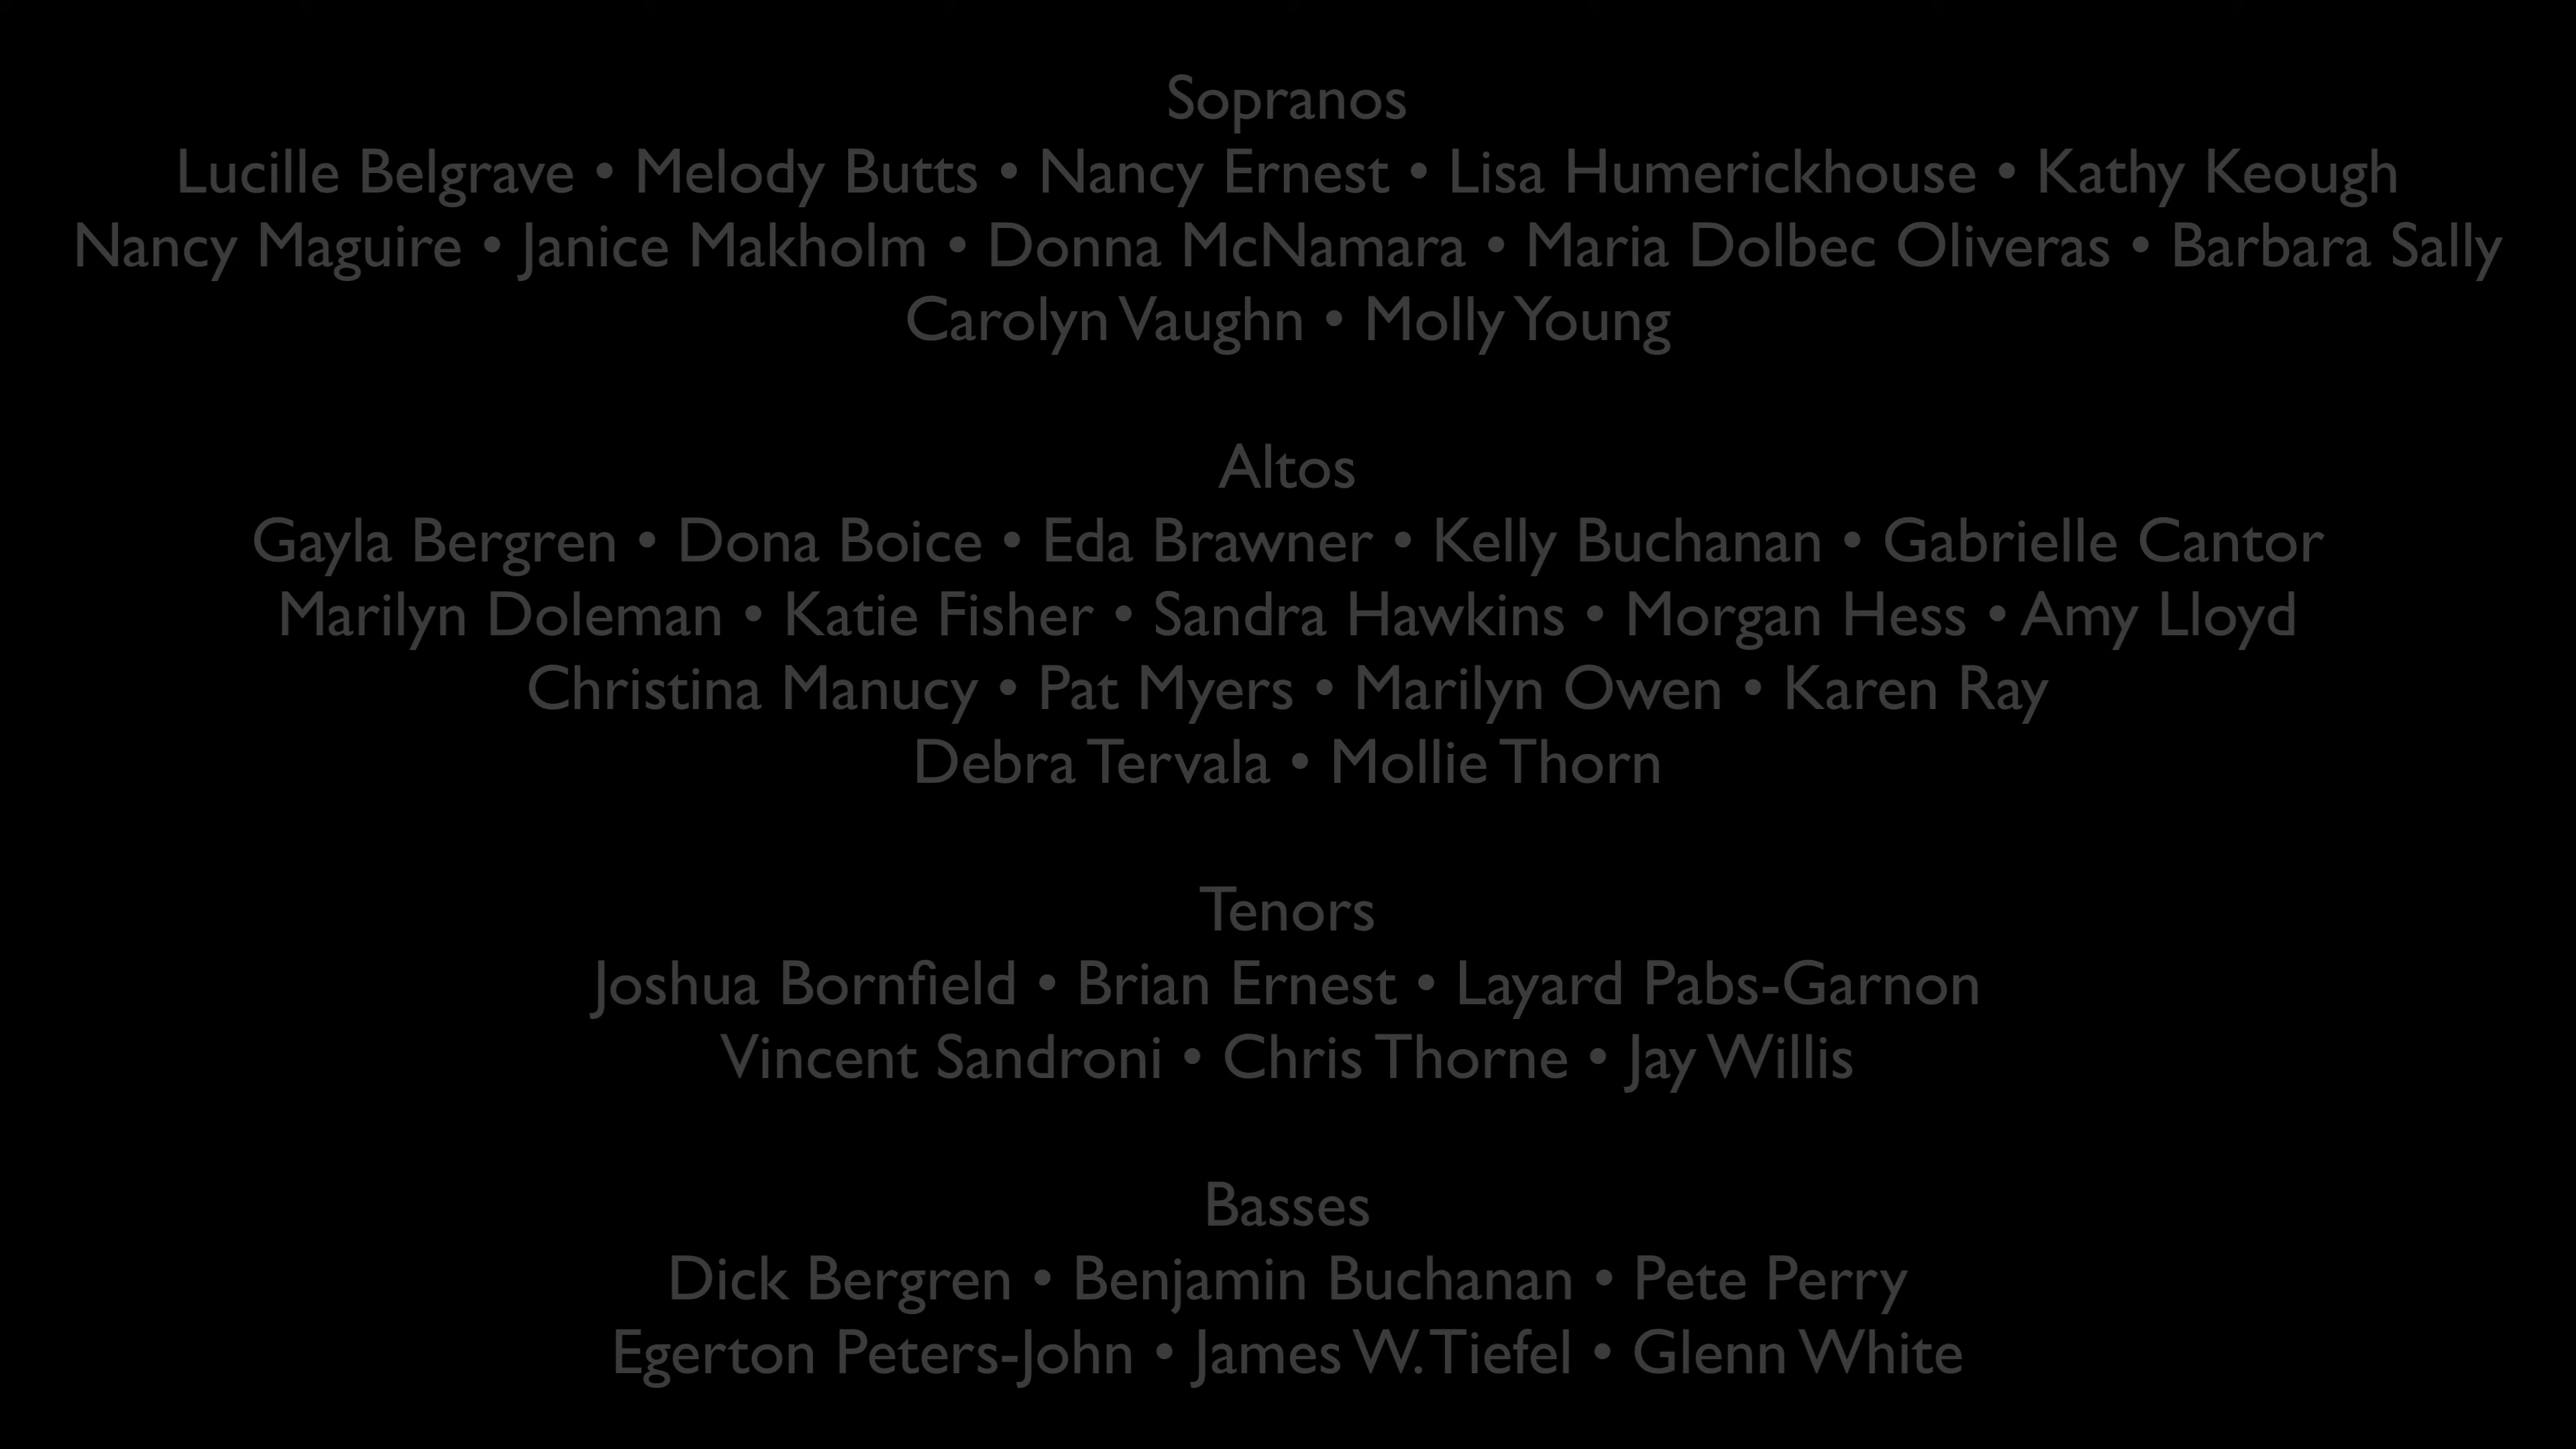 Sopranos
Lucille Belgrave • Melody Butts • Nancy Ernest • Lisa Humerickhouse • Kathy Keough
Nancy Maguire • Janice Makholm • Donna McNamara • Maria Dolbec Oliveras • Barbara Sally
Carolyn Vaughn • Molly Young
Altos
Gayla Bergren • Dona Boice • Eda Brawner • Kelly Buchanan • Gabrielle Cantor
Marilyn Doleman • Katie Fisher • Sandra Hawkins • Morgan Hess • Amy Lloyd
Christina Manucy • Pat Myers • Marilyn Owen • Karen Ray
Debra Tervala • Mollie Thorn
Tenors
Joshua Bornfield • Brian Ernest • Layard Pabs-Garnon
Vincent Sandroni • Chris Thorne • Jay Willis
Basses
Dick Bergren • Benjamin Buchanan • Pete Perry
Egerton Peters-John • James W. Tiefel • Glenn White